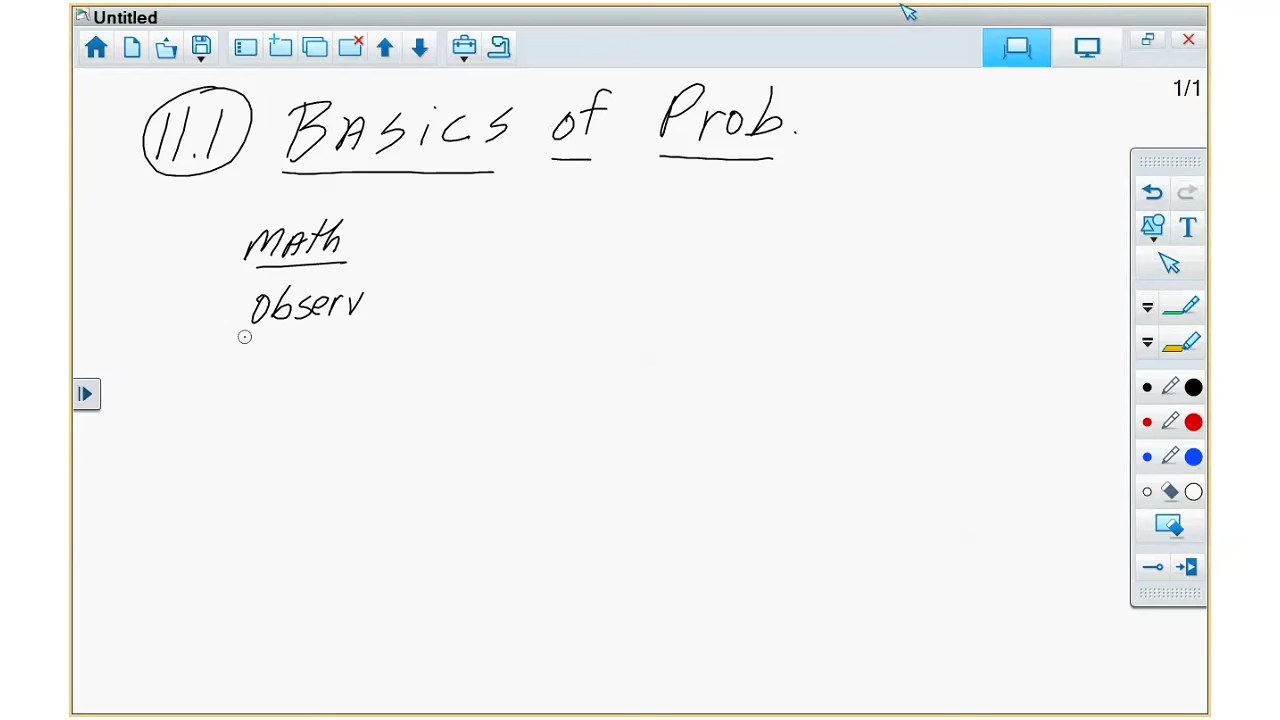 Untitled
1/1
11.1 Basics of Prob.
Math
observ
T